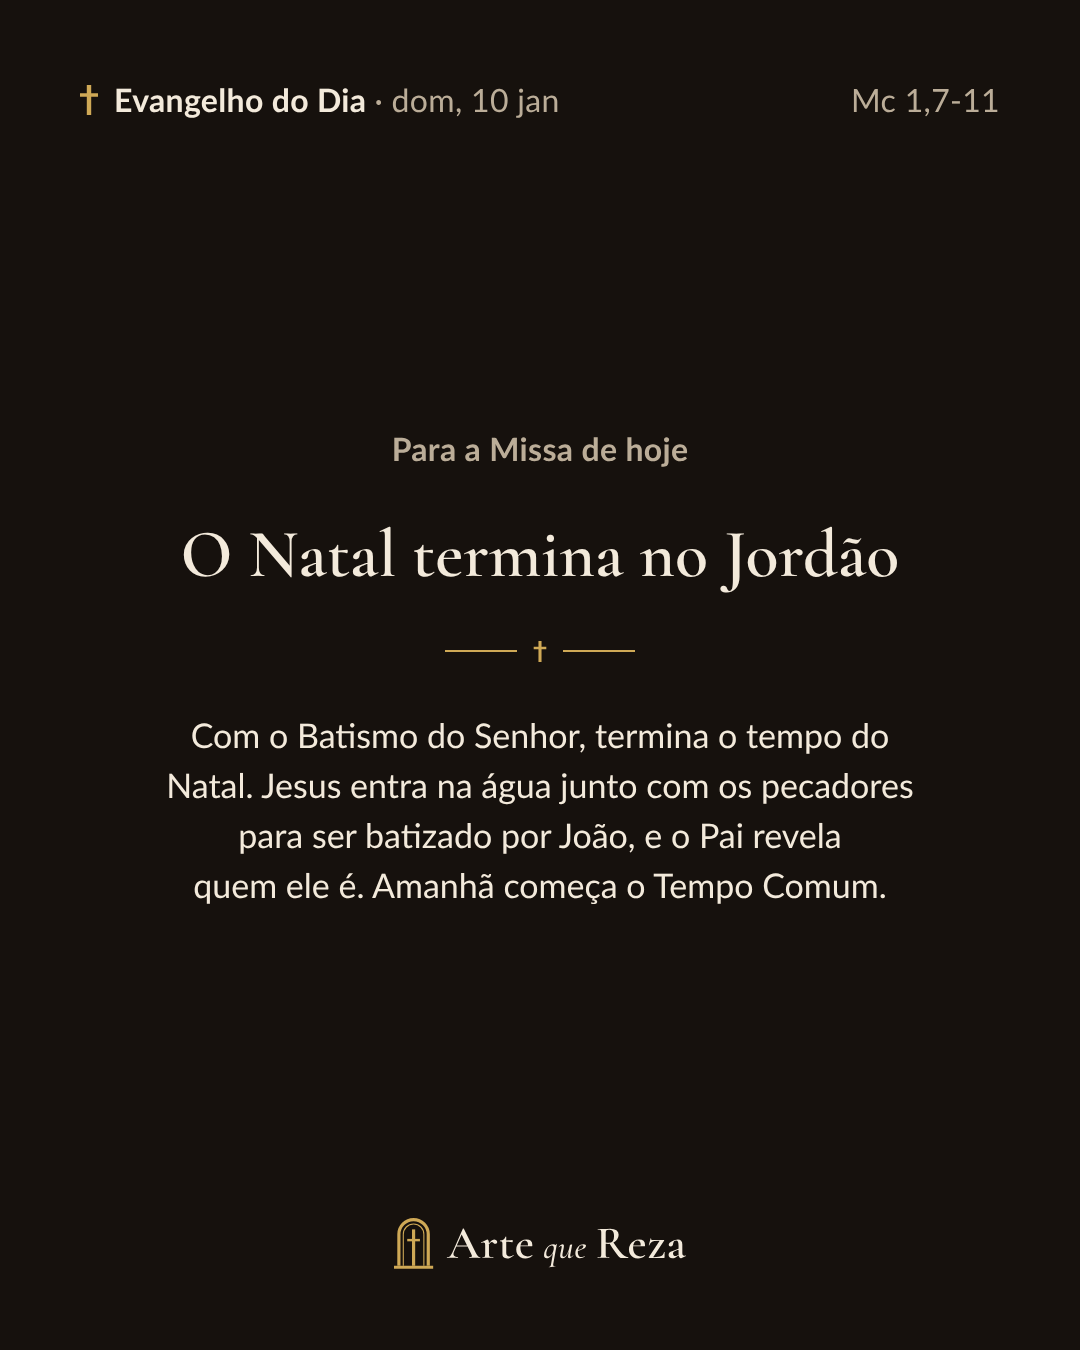 † Evangelho do Dia · dom, 10 jan
Mc 1,7-11
Para a Missa de hoje
O Natal termina no Jordão
Com o Batismo do Senhor, termina o tempo do
Natal. Jesus entra na água junto com os pecadores
para ser batizado por João, e o Pai revela
quem ele é. Amanhã começa o Tempo Comum.
Arte que Reza